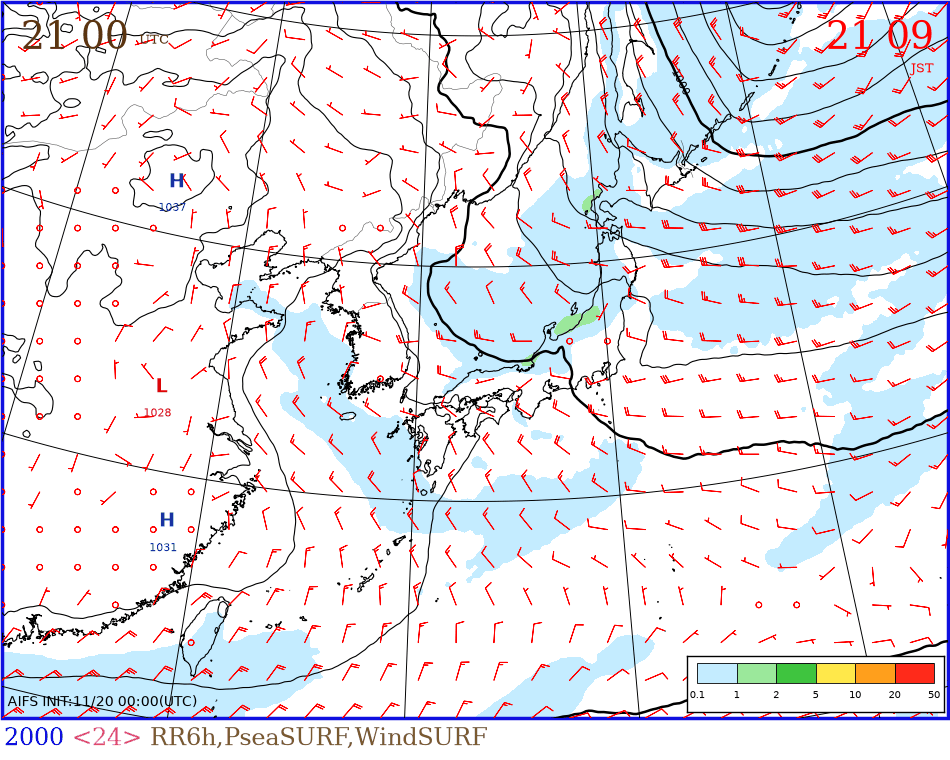 21 00 UTC
21 09
JST
1000
H
1037
L
1028
H
1031
0.1 1 2 5 10 20 50
AIFS INIT:11/20 00:00(UTC)
2000 <24> RR6h,PseaSURF,WindSURF